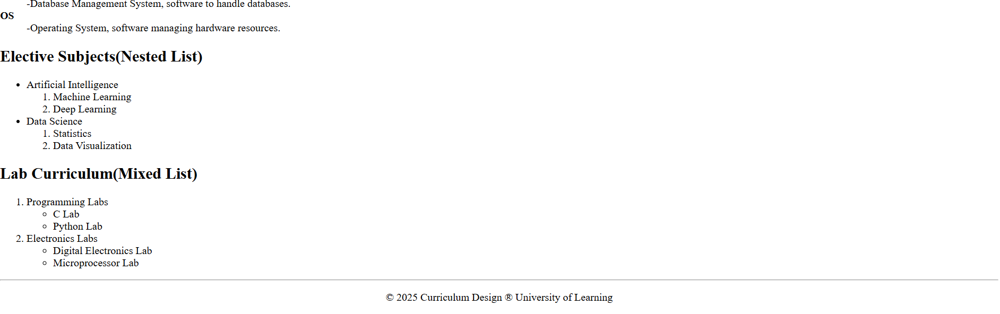 -Database Management System, software to handle databases.
OS
-Operating System, software managing hardware resources.
Elective Subjects(Nested List)
• Artificial Intelligence
1. Machine Learning
2. Deep Learning
• Data Science
1. Statistics
2. Data Visualization
Lab Curriculum(Mixed List)
1. Programming Labs
◦ C Lab
◦ Python Lab
2. Electronics Labs
◦ Digital Electronics Lab
◦ Microprocessor Lab
© 2025 Curriculum Design ® University of Learning